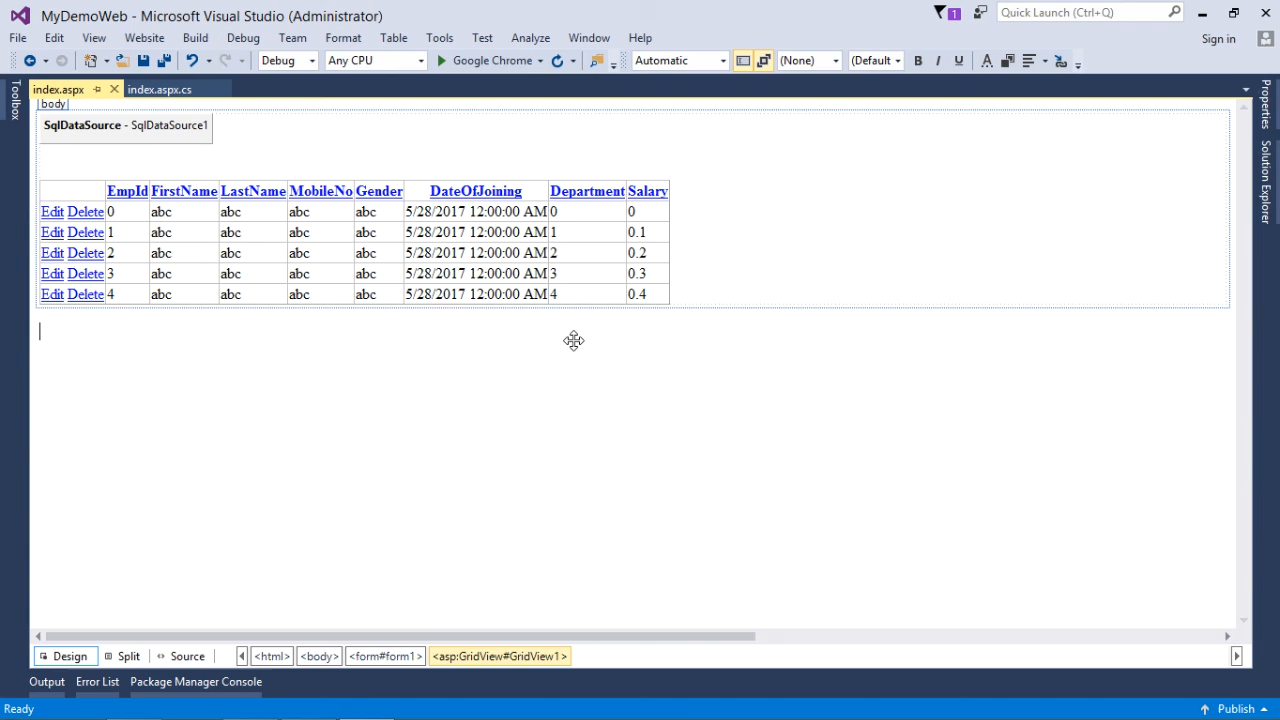 MyDemoWeb - Microsoft Visual Studio (Administrator)
1
Quick Launch (Ctrl+Q)
File Edit View Website Build Debug Team Format Table Tools Test Analyze Window Help
Sign in
Debug Any CPU Google Chrome Automatic (None) (Default B I U A
index.aspx index.aspx.cs
Toolbox
Properties
Solution Explorer
body
SqlDataSource - SqlDataSource1
EmpId FirstName LastName MobileNo Gender DateOfJoining Department Salary
Edit Delete 0 abc abc abc abc 5/28/2017 12:00:00 AM 0 0
Edit Delete 1 abc abc abc abc 5/28/2017 12:00:00 AM 1 0.1
Edit Delete 2 abc abc abc abc 5/28/2017 12:00:00 AM 2 0.2
Edit Delete 3 abc abc abc abc 5/28/2017 12:00:00 AM 3 0.3
Edit Delete 4 abc abc abc abc 5/28/2017 12:00:00 AM 4 0.4
Design Split Source <html> <body> <form#form1> <asp:GridView#GridView1>
Output Error List Package Manager Console
Ready Publish